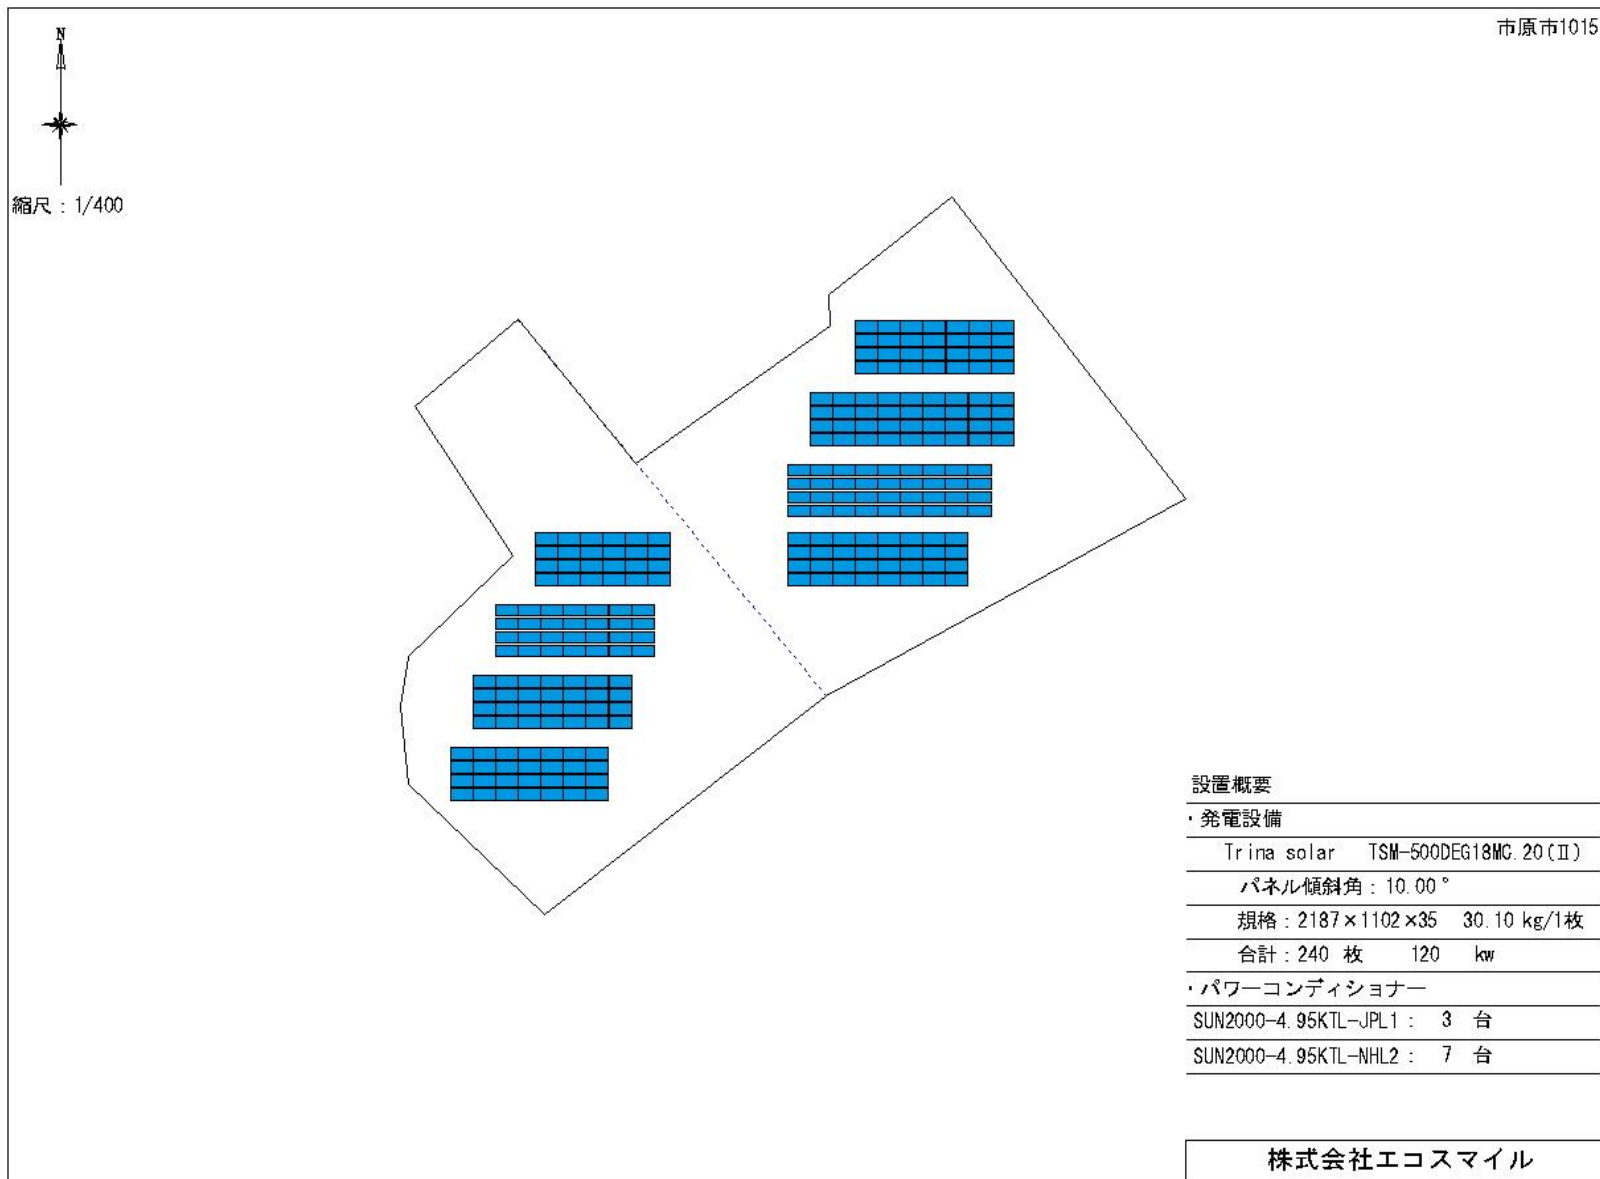 市原市1015
N
縮尺：1/400
設置概要
・発電設備
Trina solar TSM-500DEG18MC.20(Ⅱ)
パネル傾斜角：10.00°
規格：2187×1102×35 30.10 kg/1枚
合計：240 枚 120 kw
・パワーコンディショナー
SUN2000-4.95KTL-JPL1： 3 台
SUN2000-4.95KTL-NHL2： 7 台
株式会社エコスマイル